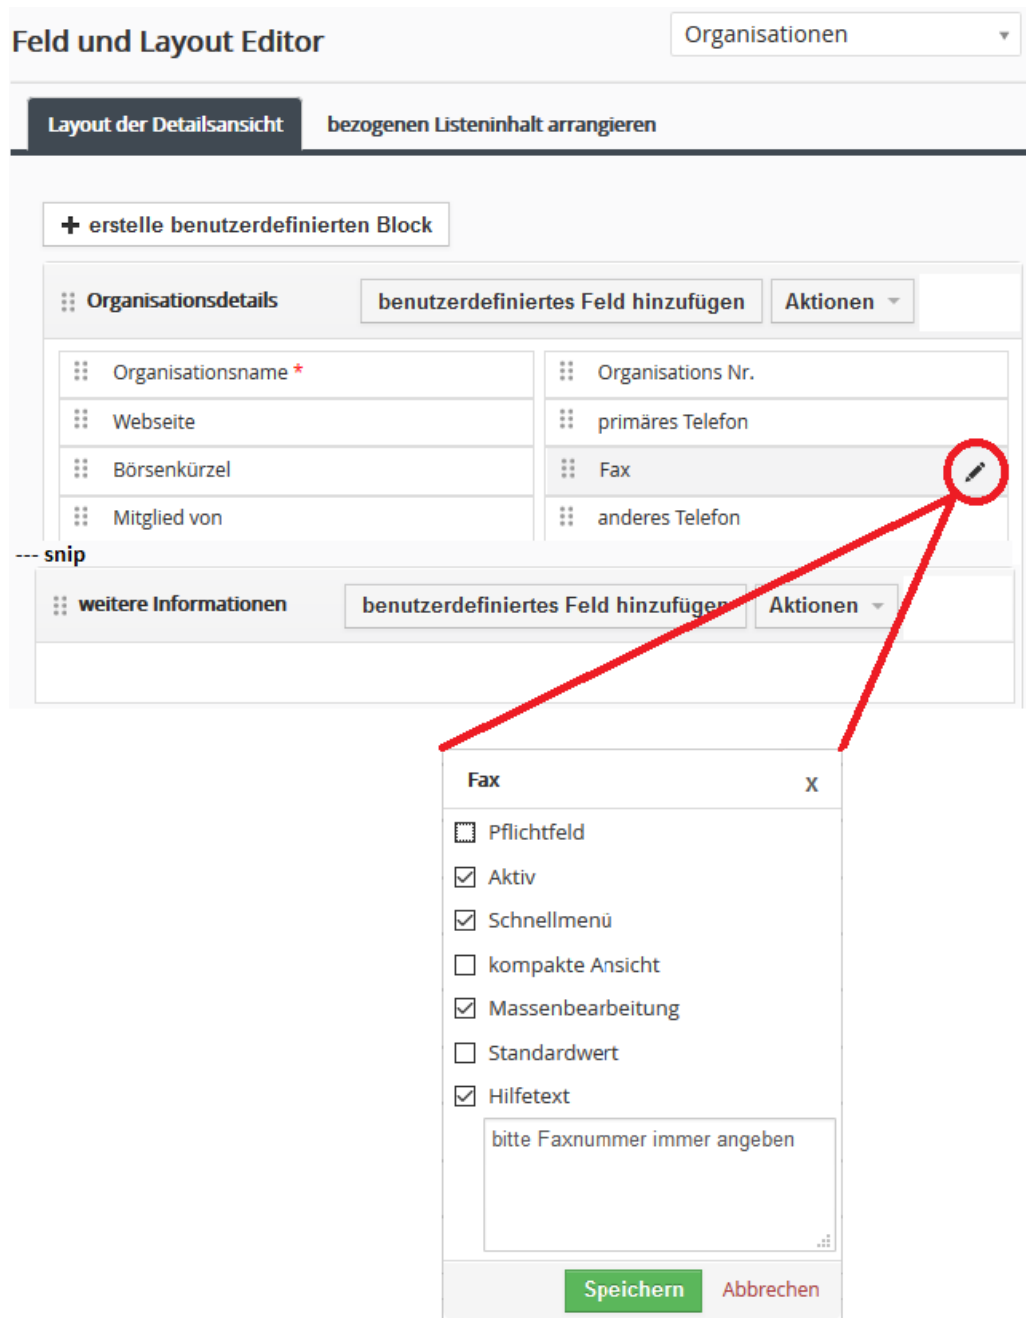 Feld und Layout Editor
Organisationen
Layout der Detailsansicht
bezogenen Listeninhalt arrangieren
+ erstelle benutzerdefinierten Block
Organisationsdetails
benutzerdefiniertes Feld hinzufügen
Aktionen
Organisationsname *
Organisations Nr.
Webseite
primäres Telefon
Börsenkürzel
Fax
Mitglied von
anderes Telefon
--- snip
weitere Informationen
benutzerdefiniertes Feld hinzufügen
Aktionen
Fax
X
Pflichtfeld
Aktiv
Schnellmenü
kompakte Ansicht
Massenbearbeitung
Standardwert
Hilfetext
bitte Faxnummer immer angeben
Speichern
Abbrechen